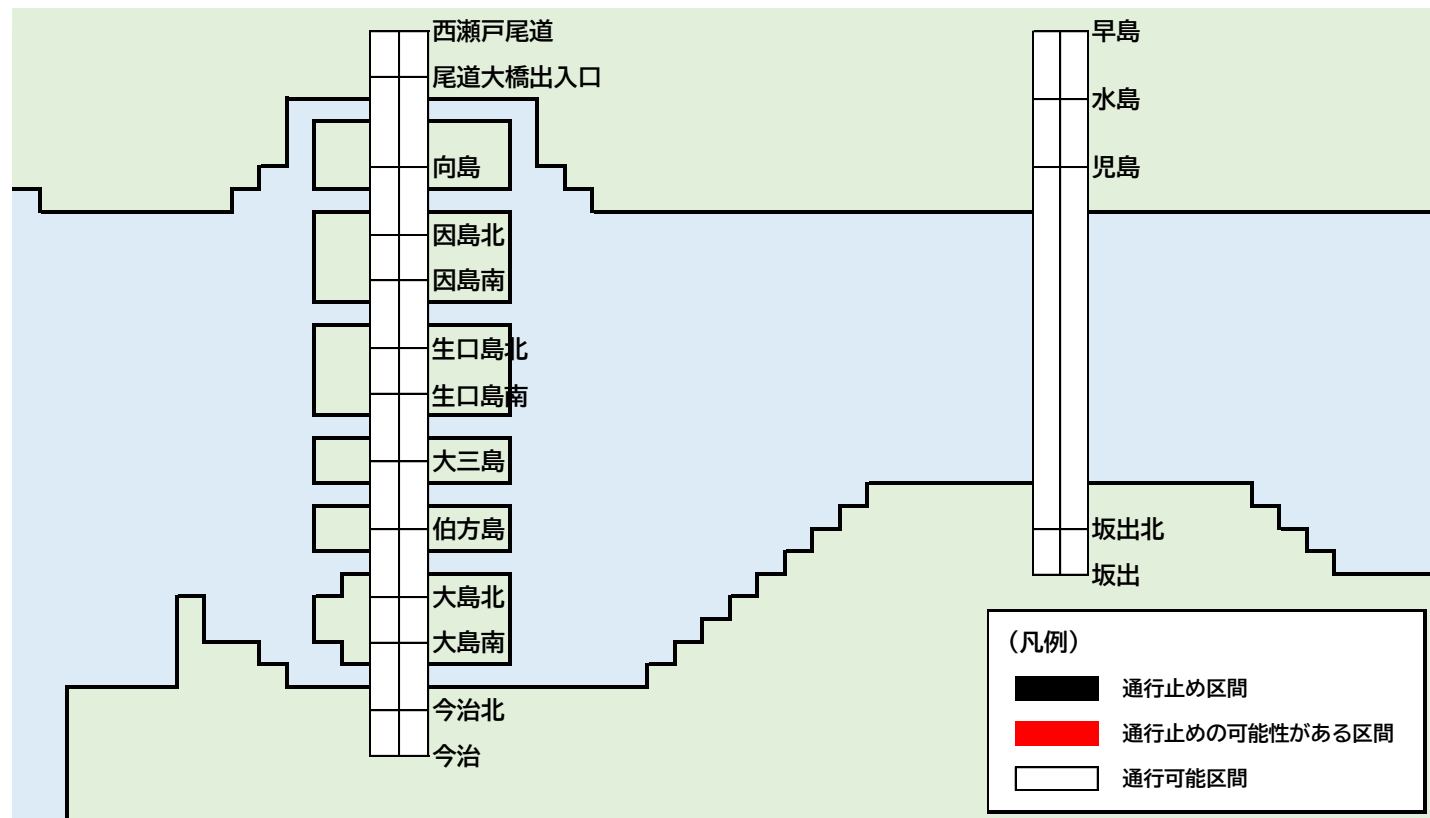 西瀬戸尾道
尾道大橋出入口
向島
因島北
因島南
生口島北
生口島南
大三島
伯方島
大島北
大島南
今治北
今治
早島
水島
児島
坂出北
坂出
（凡例）
通行止め区間
通行止めの可能性がある区間
通行可能区間